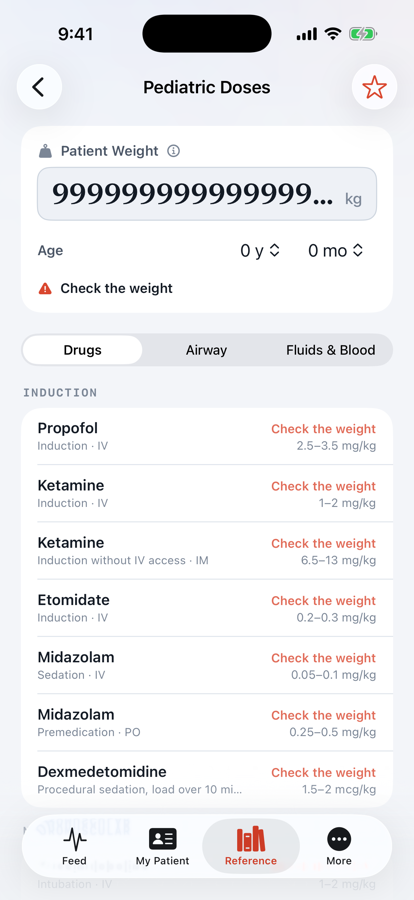 9:41
Pediatric Doses
Patient Weight
999999999999999... kg
Age 0 y 0 mo
Check the weight
Drugs Airway Fluids & Blood
INDUCTION
Propofol Check the weight
Induction · IV 2.5–3.5 mg/kg
Ketamine Check the weight
Induction · IV 1–2 mg/kg
Ketamine Check the weight
Induction without IV access · IM 6.5–13 mg/kg
Etomidate Check the weight
Induction · IV 0.2–0.3 mg/kg
Midazolam Check the weight
Sedation · IV 0.05–0.1 mg/kg
Midazolam Check the weight
Premedication · PO 0.25–0.5 mg/kg
Dexmedetomidine Check the weight
Procedural sedation, load over 10 mi... 1.5–2 mcg/kg
Feed My Patient Reference More
Intubation · IV 1–2 mg/kg